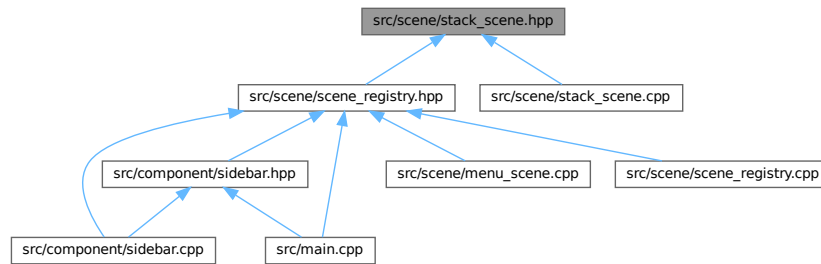 src/scene/stack_scene.hpp
src/scene/scene_registry.hpp
src/scene/stack_scene.cpp
src/component/sidebar.hpp
src/scene/menu_scene.cpp
src/scene/scene_registry.cpp
src/component/sidebar.cpp
src/main.cpp